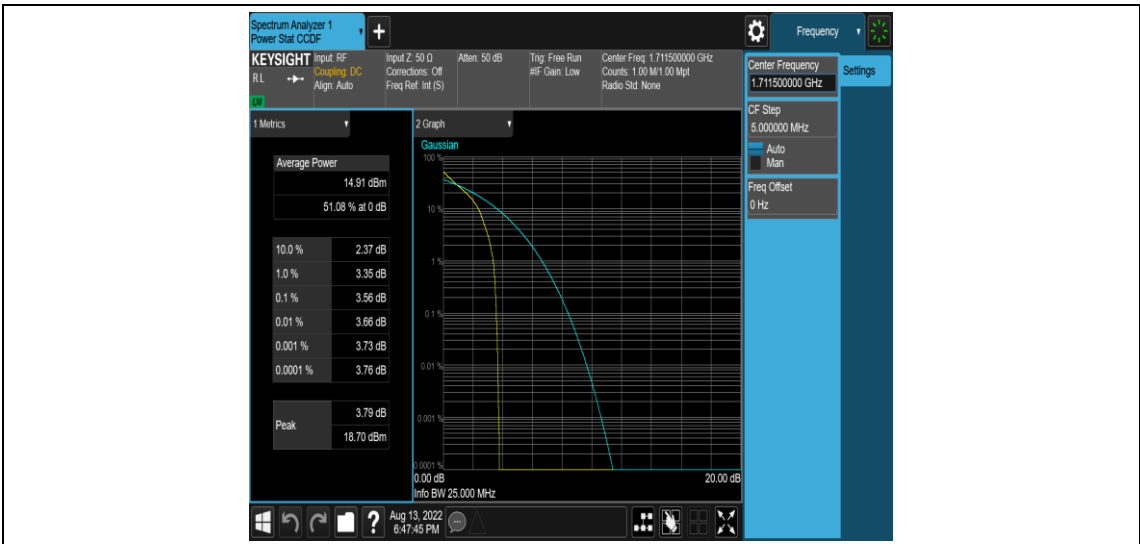 Spectrum Analyzer 1
Power Stat CCDF
+
Frequency
KEYSIGHT
RL
LXI
Input: RF
Coupling: DC
Align: Auto
Input Z: 50 Ω
Corrections: Off
Freq Ref: Int (S)
Atten: 50 dB
Trig: Free Run
#IF Gain: Low
Center Freq: 1.711500000 GHz
Counts: 1.00 M/1.00 Mpt
Radio Std: None
Center Frequency
1.711500000 GHz
Settings
CF Step
5.000000 MHz
Auto
Man
Freq Offset
0 Hz
1 Metrics
Average Power
14.91 dBm
51.08 % at 0 dB
10.0 % 2.37 dB
1.0 % 3.35 dB
0.1 % 3.56 dB
0.01 % 3.66 dB
0.001 % 3.73 dB
0.0001 % 3.76 dB
Peak
3.79 dB
18.70 dBm
2 Graph
Gaussian
100 %
10 %
1 %
0.1 %
0.01 %
0.001 %
0.0001 %
0.00 dB 20.00 dB
Info BW 25.000 MHz
?
Aug 13, 2022
6:47:45 PM